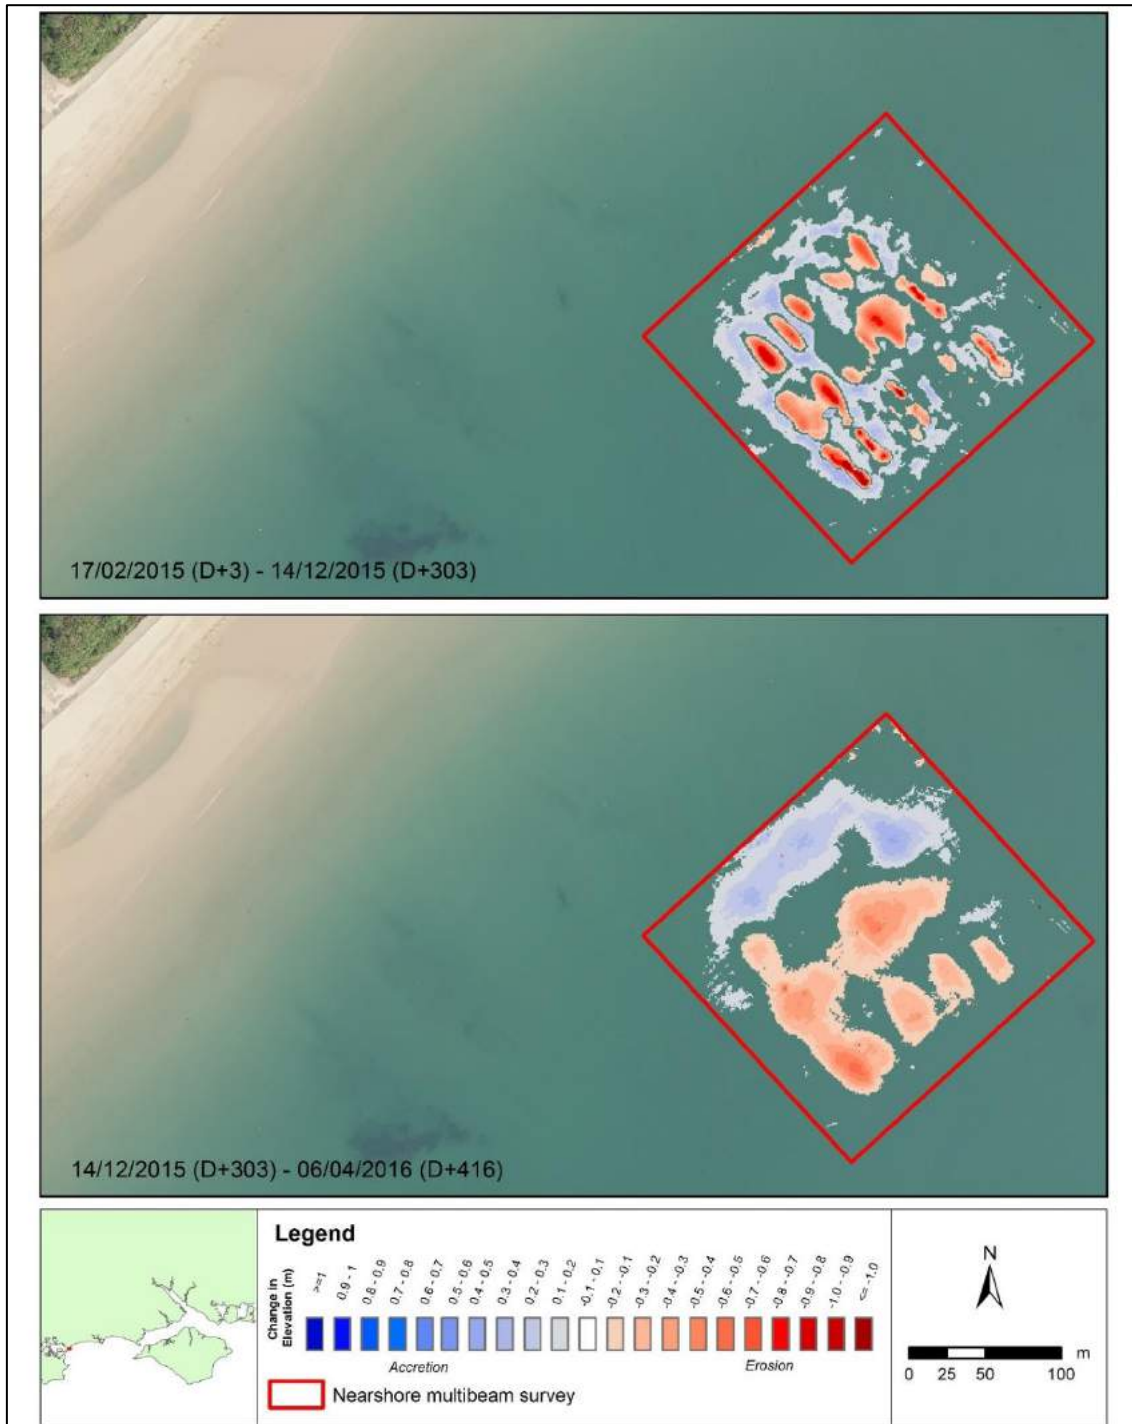 17/02/2015 (D+3) - 14/12/2015 (D+303)
14/12/2015 (D+303) - 06/04/2016 (D+416)
Legend
Change in
Elevation (m)
>=1
0.9 - 1
0.8 - 0.9
0.7 - 0.8
0.6 - 0.7
0.5 - 0.6
0.4 - 0.5
0.3 - 0.4
0.2 - 0.3
0.1 - 0.2
-0.1 - 0.1
-0.2 - -0.1
-0.3 - -0.2
-0.4 - -0.3
-0.5 - -0.4
-0.6 - -0.5
-0.7 - -0.6
-0.8 - -0.7
-0.9 - -0.8
-1.0 - -0.9
<= -1.0
Accretion
Erosion
Nearshore multibeam survey
N
m
0 25 50 100